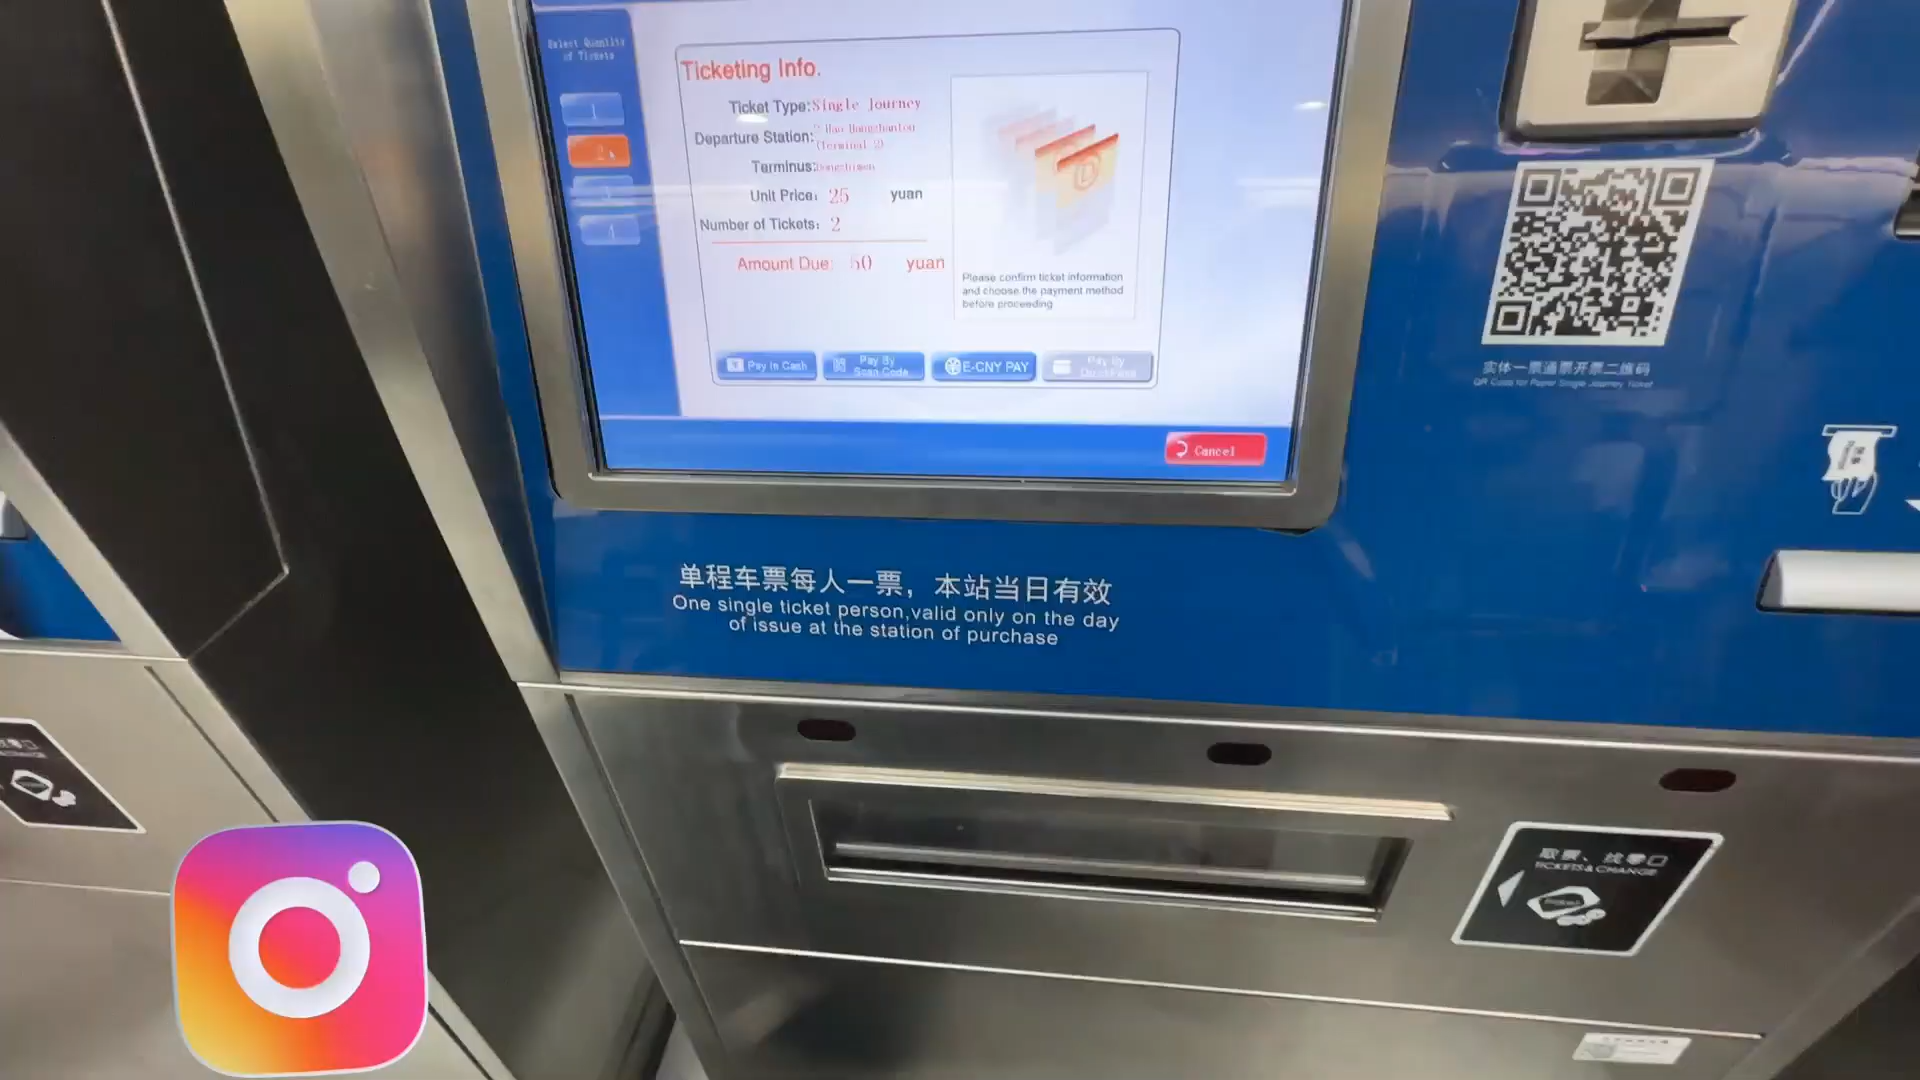 Select Quantity
of Tickets
1
2
3
4
Ticketing Info.
Ticket Type: Single Journey
Departure Station: 2 Hao Hangzhanlou
(Terminal 2)
Terminus: Dongzhimen
Unit Price: 25 yuan
Number of Tickets: 2
Amount Due: 50 yuan
Please confirm ticket information
and choose the payment method
before proceeding
Pay In Cash
Pay By
Scan Code
E-CNY PAY
Pay By
Cancel
实体一票通票开票二维码
QR Code for Paper Single Journey Ticket
单程车票每人一票，本站当日有效
One single ticket person,valid only on the day
of issue at the station of purchase
取票、找零口
TICKETS&CHANGE